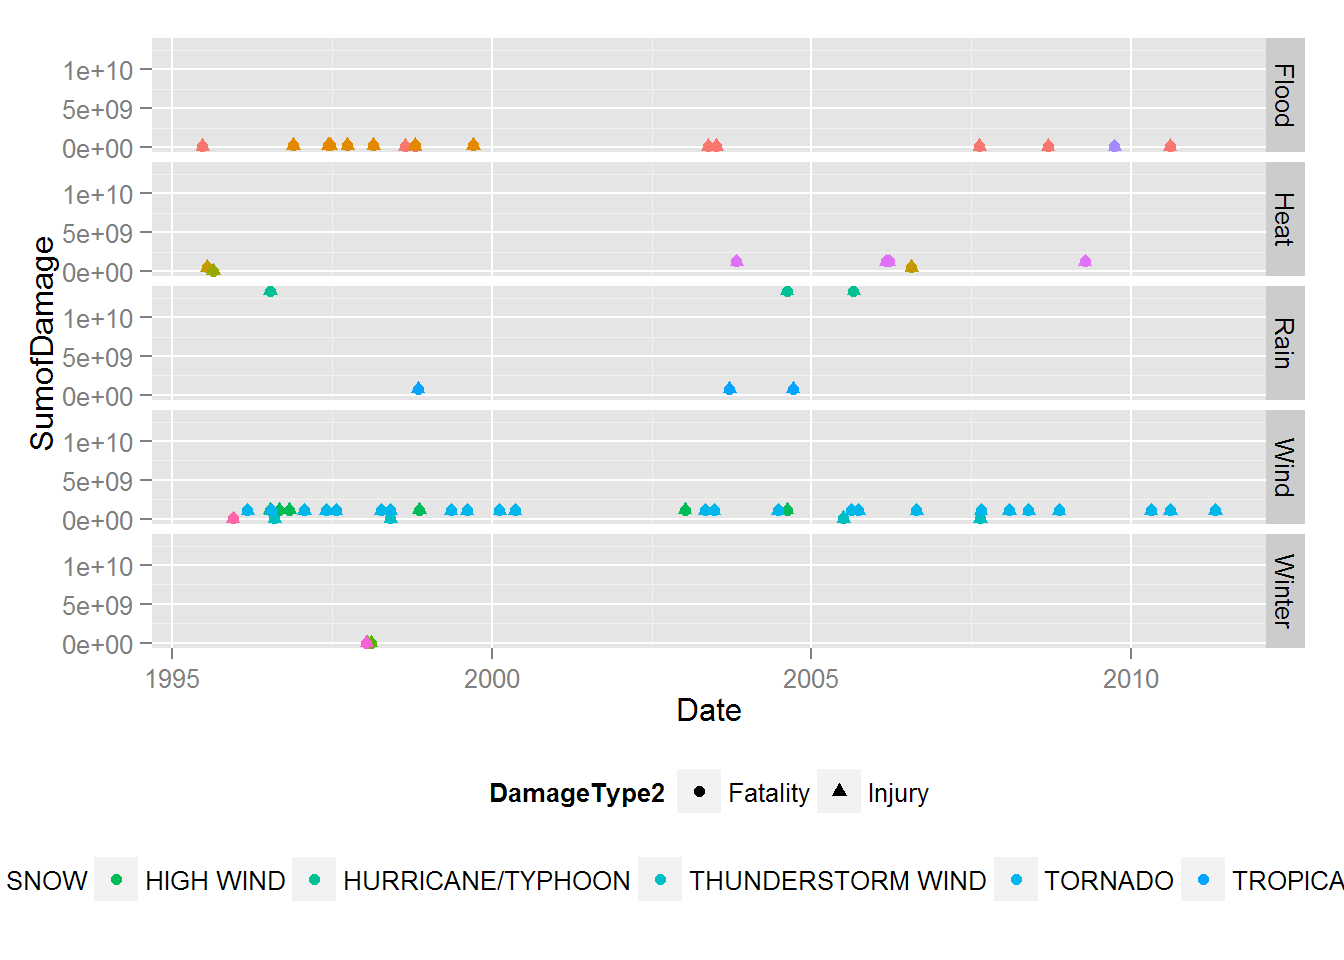 1e+10
5e+09
0e+00
Flood
1e+10
5e+09
0e+00
Heat
1e+10
5e+09
0e+00
Rain
1e+10
5e+09
0e+00
Wind
1e+10
5e+09
0e+00
Winter
SumofDamage
1995 2000 2005 2010
Date
DamageType2 Fatality Injury
SNOW HIGH WIND HURRICANE/TYPHOON THUNDERSTORM WIND TORNADO TROPICA